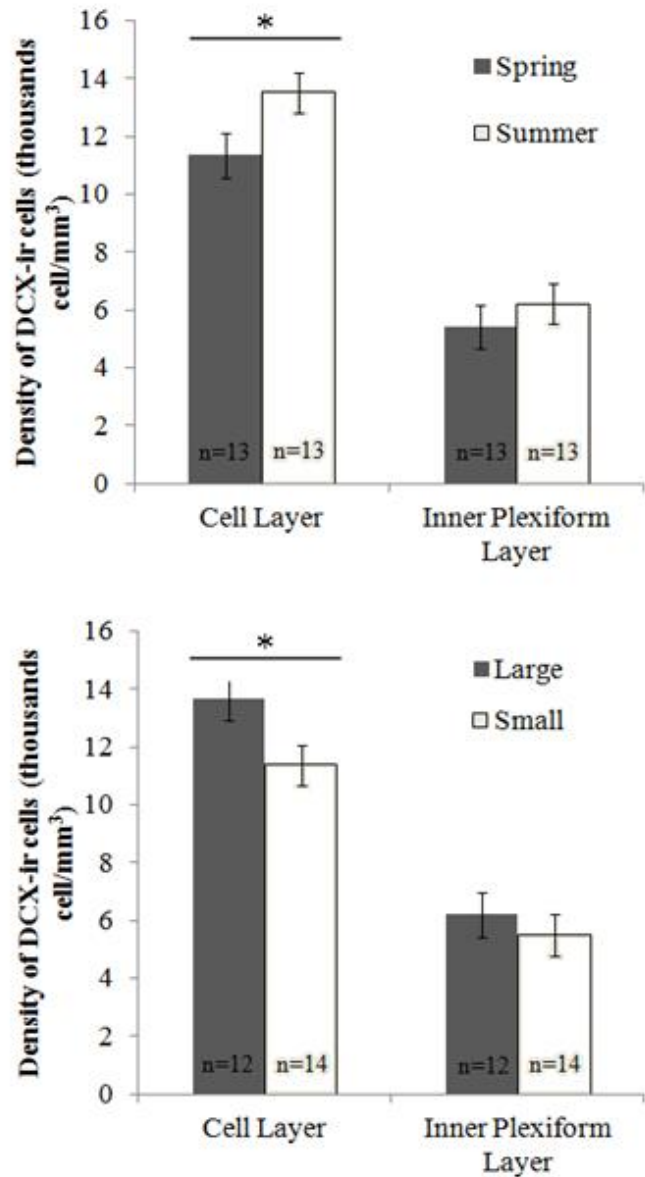 Density of DCX-ir cells (thousands
cell/mm³)
16
14
12
10
8
6
4
2
0
*
Spring
Summer
n=13
n=13
n=13
n=13
Cell Layer
Inner Plexiform
Layer
Density of DCX-ir cells (thousands
cell/mm³)
16
14
12
10
8
6
4
2
0
*
Large
Small
n=12
n=14
n=12
n=14
Cell Layer
Inner Plexiform
Layer